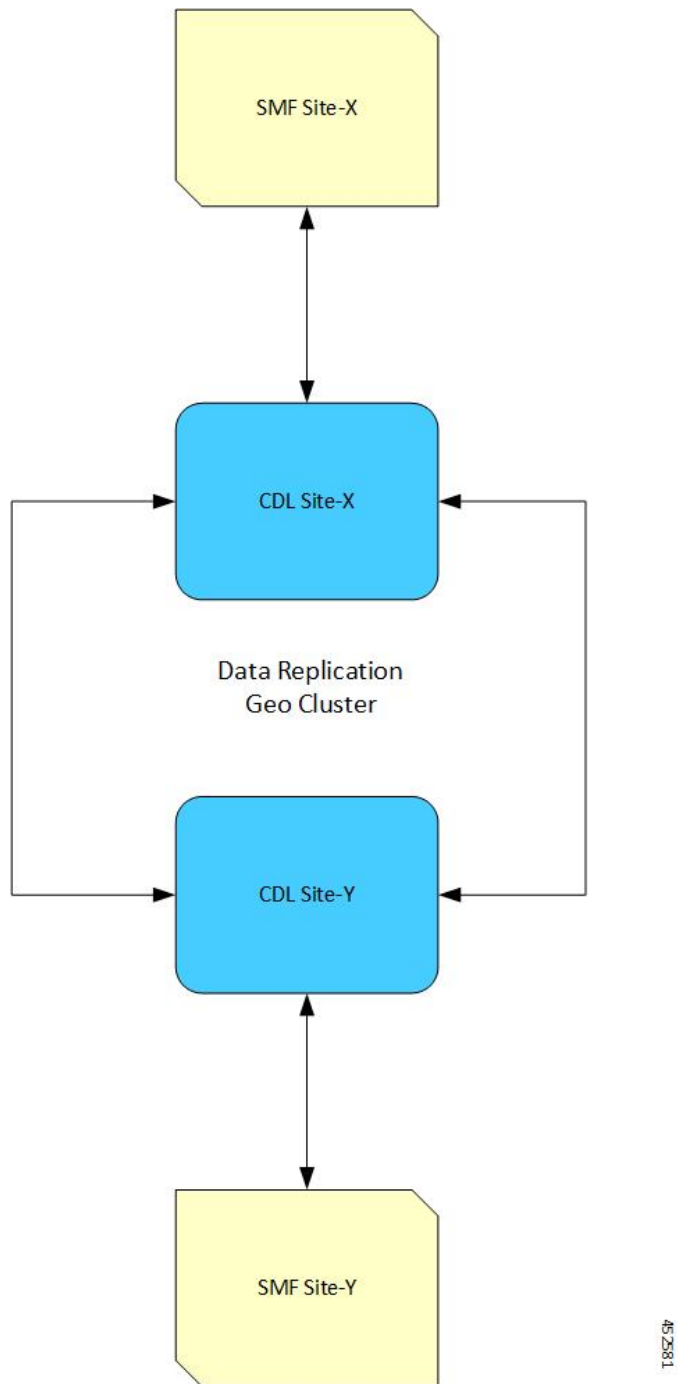 SMF Site-X
CDL Site-X
Data Replication
Geo Cluster
CDL Site-Y
SMF Site-Y
452581